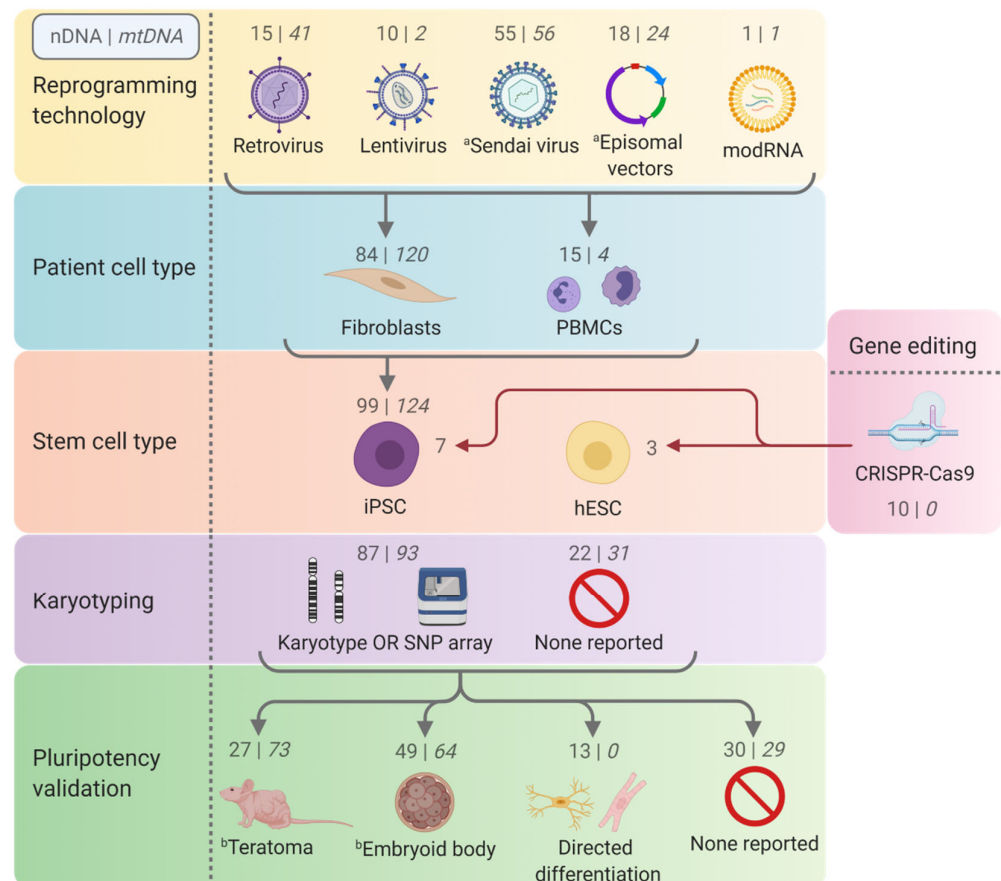 nDNA | mtDNA
Reprogramming
technology
15 | 41
10 | 2
55 | 56
18 | 24
1 | 1
Retrovirus
Lentivirus
ᵃSendai virus
ᵃEpisomal
vectors
modRNA
Patient cell type
84 | 120
15 | 4
Fibroblasts
PBMCs
Gene editing
Stem cell type
99 | 124
7
3
iPSC
hESC
CRISPR-Cas9
10 | 0
Karyotyping
87 | 93
22 | 31
Karyotype OR SNP array
None reported
Pluripotency
validation
27 | 73
49 | 64
13 | 0
30 | 29
ᵇTeratoma
ᵇEmbryoid body
Directed
differentiation
None reported